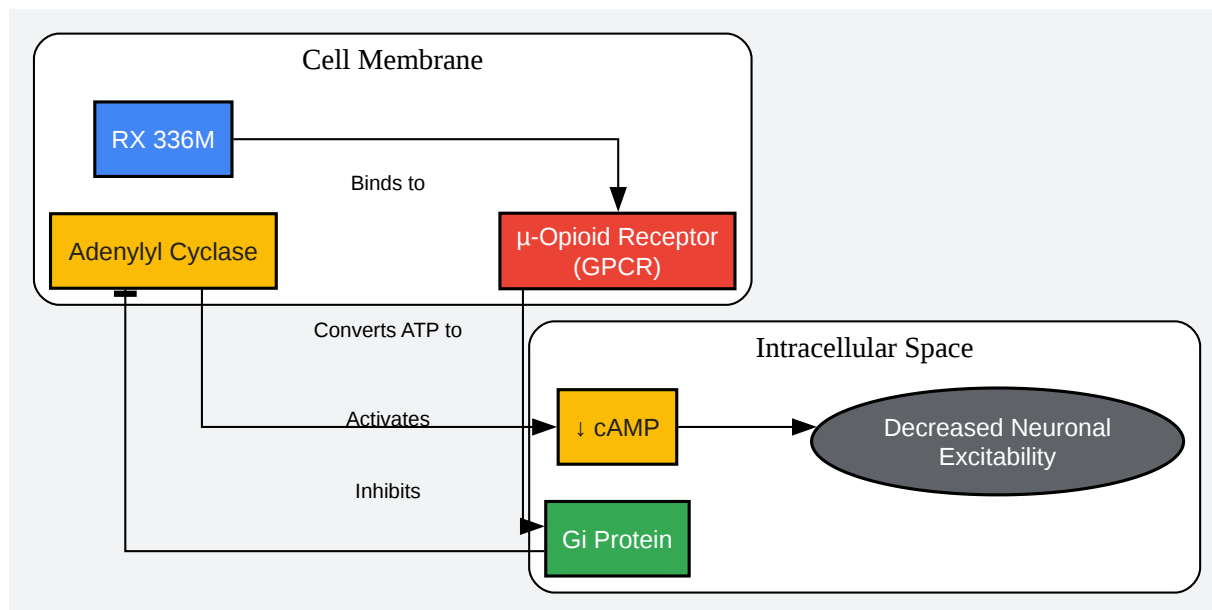 Cell Membrane
RX 336M
Binds to
Adenylyl Cyclase
µ-Opioid Receptor
(GPCR)
Converts ATP to
Intracellular Space
Activates
↓ cAMP
Decreased Neuronal
Excitability
Inhibits
Gi Protein